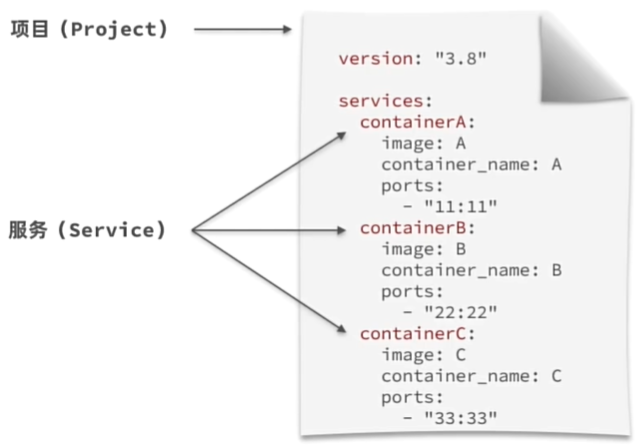 项目 (Project)
version: "3.8"
services:
containerA:
image: A
container_name: A
ports:
- "11:11"
服务 (Service)
containerB:
image: B
container_name: B
ports:
- "22:22"
containerC:
image: C
container_name: C
ports:
- "33:33"